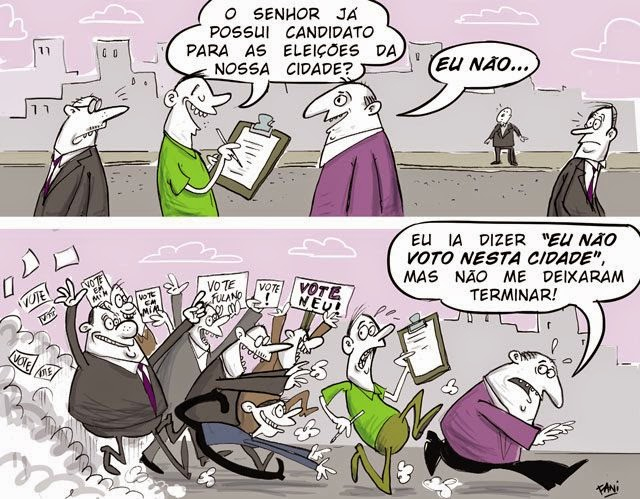 O SENHOR JÁ
POSSUI CANDIDATO
PARA AS ELEIÇÕES DA
NOSSA CIDADE?
EU NÃO...
EU IA DIZER "EU NÃO
VOTO NESTA CIDADE",
MAS NÃO ME DEIXARAM
TERMINAR!
VOTE
EM
MIM
VOTE
EM
MIM
VOTE
FULANO
VOTE
!
VOTE
NEU!
VOTE
VOTE
VOTE
ME
TANI